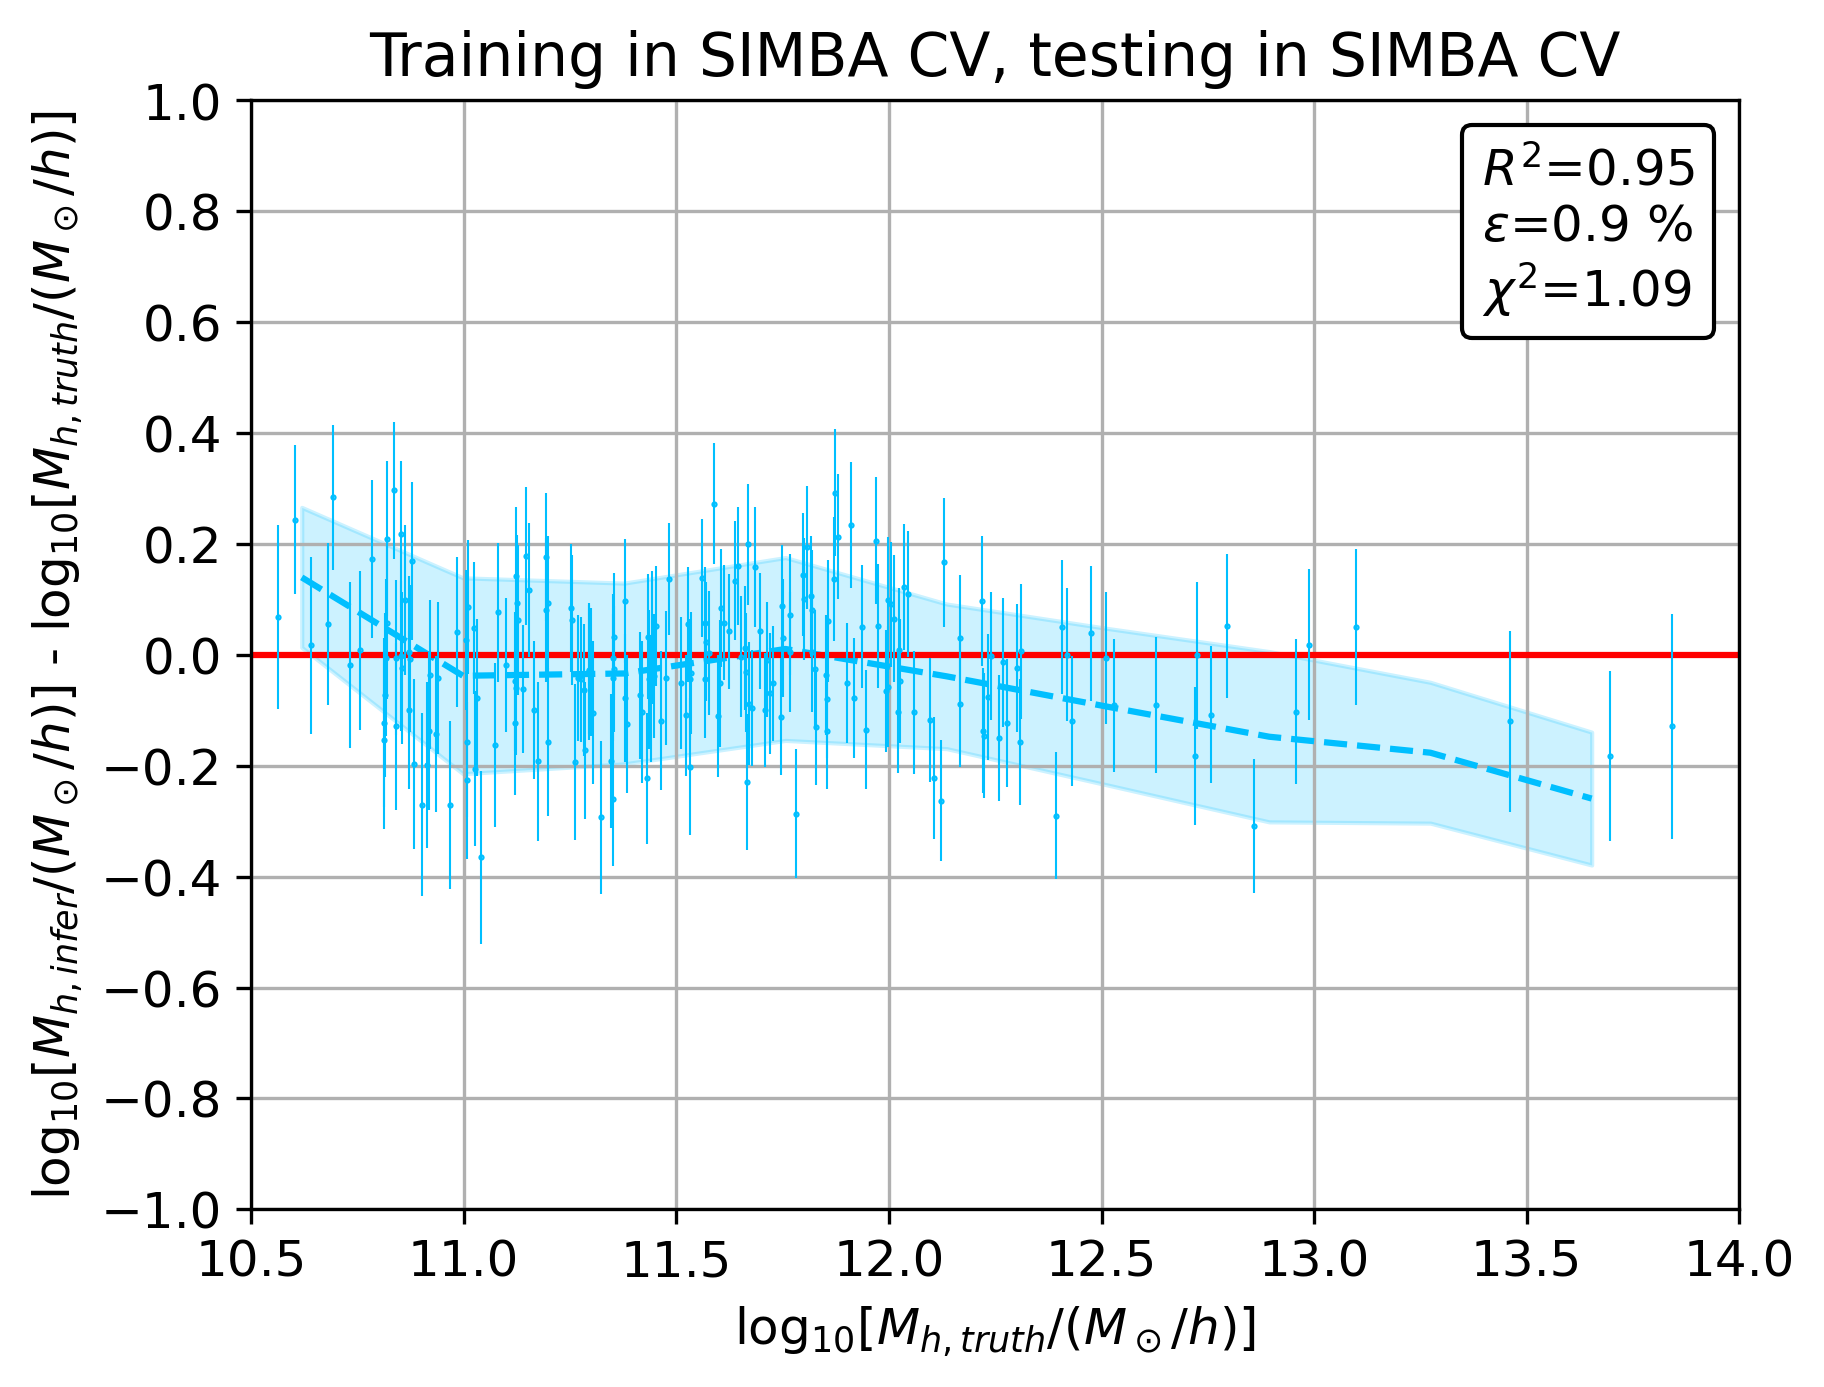 Training in SIMBA CV, testing in SIMBA CV
log₁₀[M_{h,infer}/(M_⊙/h)] - log₁₀[M_{h,truth}/(M_⊙/h)]
1.0
0.8
0.6
0.4
0.2
0.0
−0.2
−0.4
−0.6
−0.8
−1.0
R²=0.95
ε=0.9 %
χ²=1.09
10.5 11.0 11.5 12.0 12.5 13.0 13.5 14.0
log₁₀[M_{h,truth}/(M_⊙/h)]